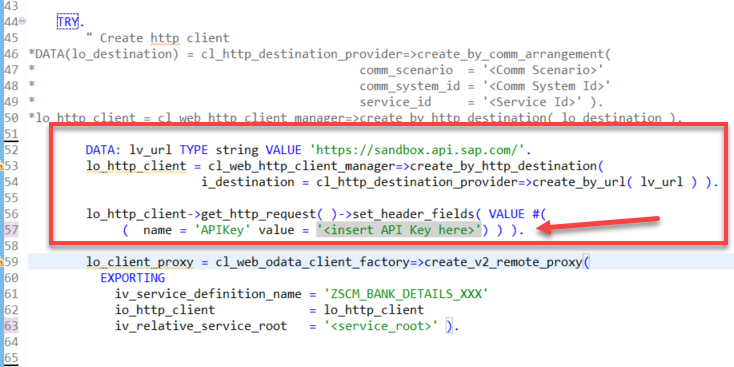 43
44 TRY.
45 " Create http client
46 *DATA(lo_destination) = cl_http_destination_provider=>create_by_comm_arrangement(
47 * comm_scenario = '<Comm Scenario>'
48 * comm_system_id = '<Comm System Id>'
49 * service_id = '<Service Id>' ).
50 *lo_http_client = cl_web_http_client_manager=>create_by_http_destination( lo_destination ).
51
52 DATA: lv_url TYPE string VALUE 'https://sandbox.api.sap.com/'.
53 lo_http_client = cl_web_http_client_manager=>create_by_http_destination(
54 i_destination = cl_http_destination_provider=>create_by_url( lv_url ) ).
55
56 lo_http_client->get_http_request( )->set_header_fields( VALUE #(
57 ( name = 'APIKey' value = '<insert API Key here>') ) ).
58
59 lo_client_proxy = cl_web_odata_client_factory=>create_v2_remote_proxy(
60 EXPORTING
61 iv_service_definition_name = 'ZSCM_BANK_DETAILS_XXX'
62 io_http_client = lo_http_client
63 iv_relative_service_root = '<service_root>' ).
64
65